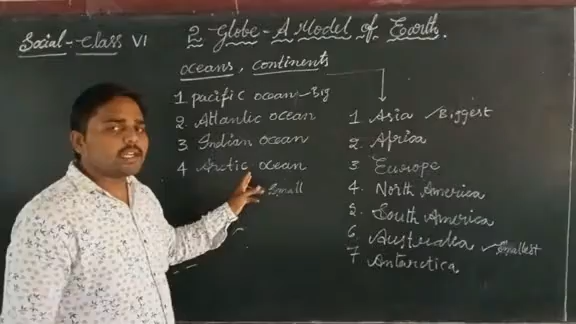 Social-Class VI
2 Globe-A Model of Earth.
oceans, continents
1 pacific ocean-Big
2. Atlantic ocean
3 Indian ocean
4 Arctic ocean
Small
1 Asia Biggest
2. Africa
3 Europe
4. North America
5. South America
6 Australia Smallest
7 Antarctica